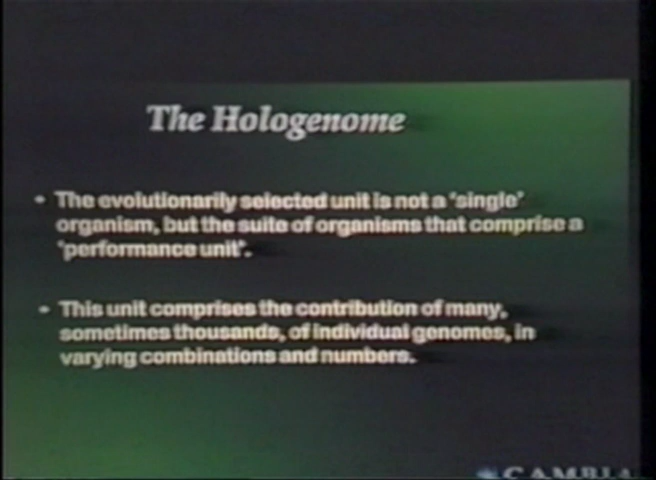 The Hologenome
• The evolutionarily selected unit is not a 'single'
organism, but the suite of organisms that comprise a
'performance unit'.
• This unit comprises the contribution of many,
sometimes thousands, of individual genomes, in
varying combinations and numbers.
CAMBIA